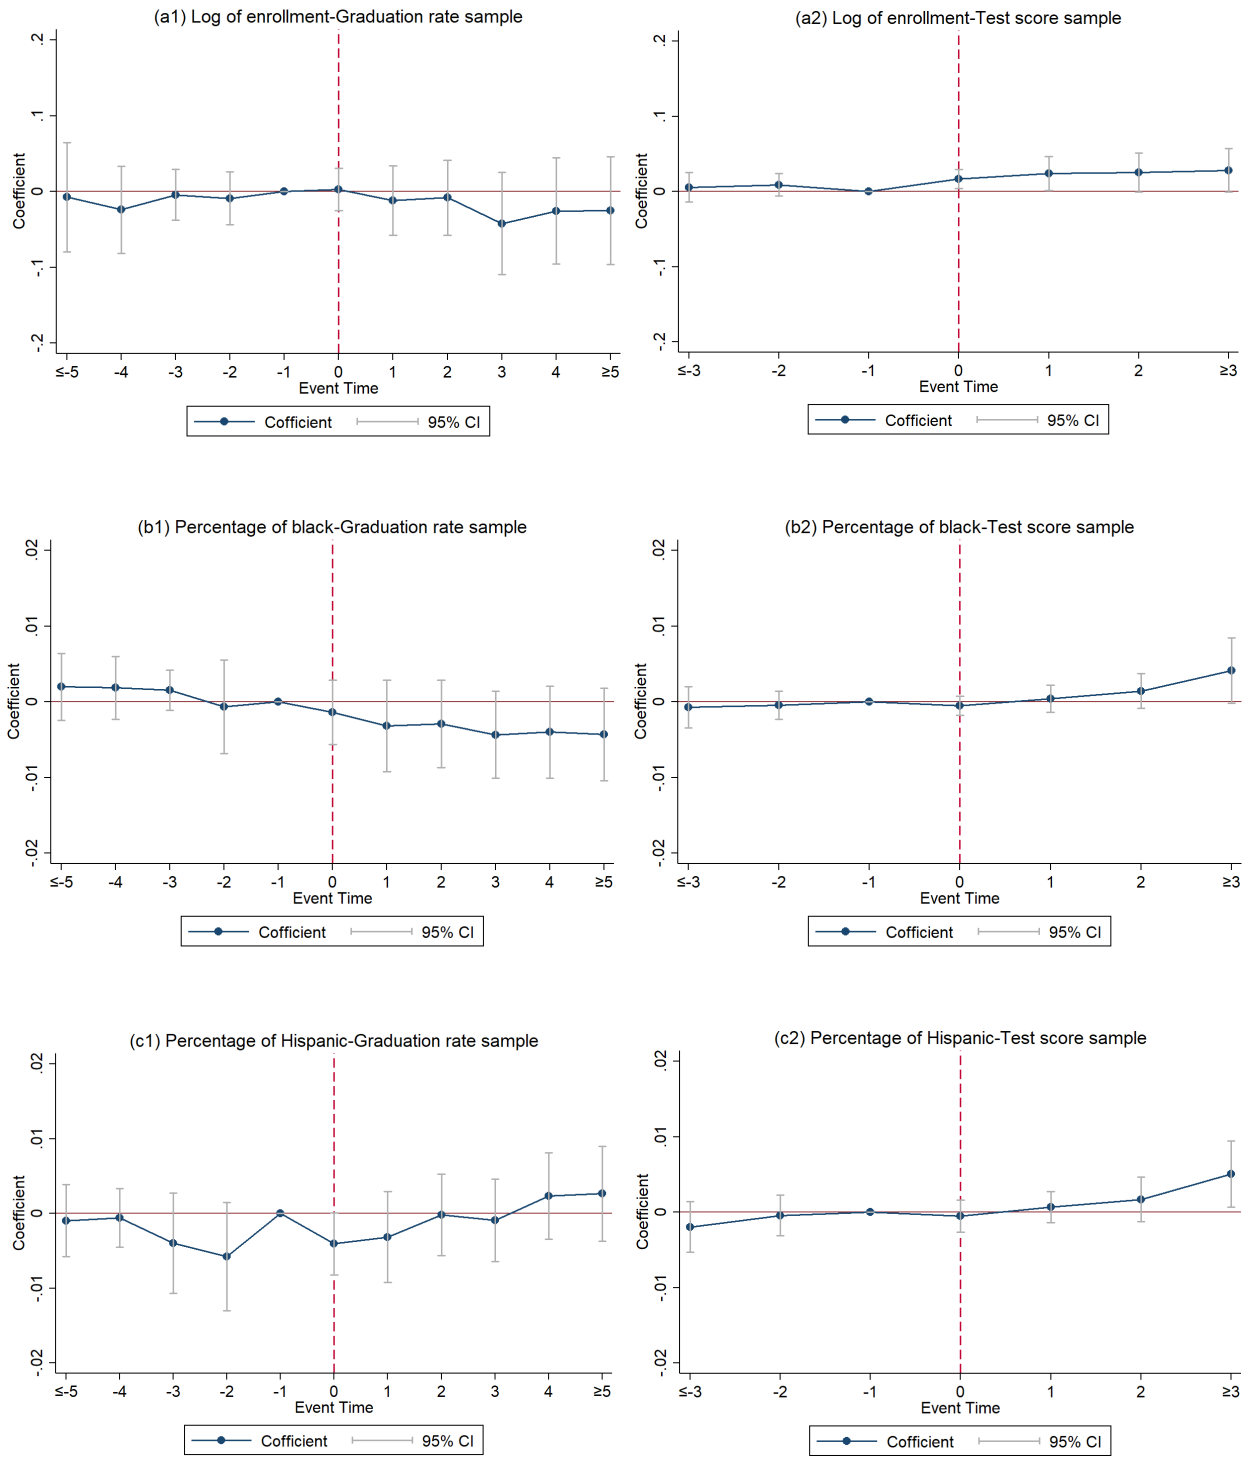 (a1) Log of enrollment-Graduation rate sample
Coefficient
.2
.1
0
-.1
-.2
≤-5 -4 -3 -2 -1 0 1 2 3 4 ≥5
Event Time
Cofficient 95% CI
(a2) Log of enrollment-Test score sample
Coefficient
.2
.1
0
-.1
-.2
≤-3 -2 -1 0 1 2 ≥3
Event Time
Cofficient 95% CI
(b1) Percentage of black-Graduation rate sample
Coefficient
.02
.01
0
-.01
-.02
≤-5 -4 -3 -2 -1 0 1 2 3 4 ≥5
Event Time
Cofficient 95% CI
(b2) Percentage of black-Test score sample
Coefficient
.02
.01
0
-.01
-.02
≤-3 -2 -1 0 1 2 ≥3
Event Time
Cofficient 95% CI
(c1) Percentage of Hispanic-Graduation rate sample
Coefficient
.02
.01
0
-.01
-.02
≤-5 -4 -3 -2 -1 0 1 2 3 4 ≥5
Event Time
Cofficient 95% CI
(c2) Percentage of Hispanic-Test score sample
Coefficient
.02
.01
0
-.01
-.02
≤-3 -2 -1 0 1 2 ≥3
Event Time
Cofficient 95% CI